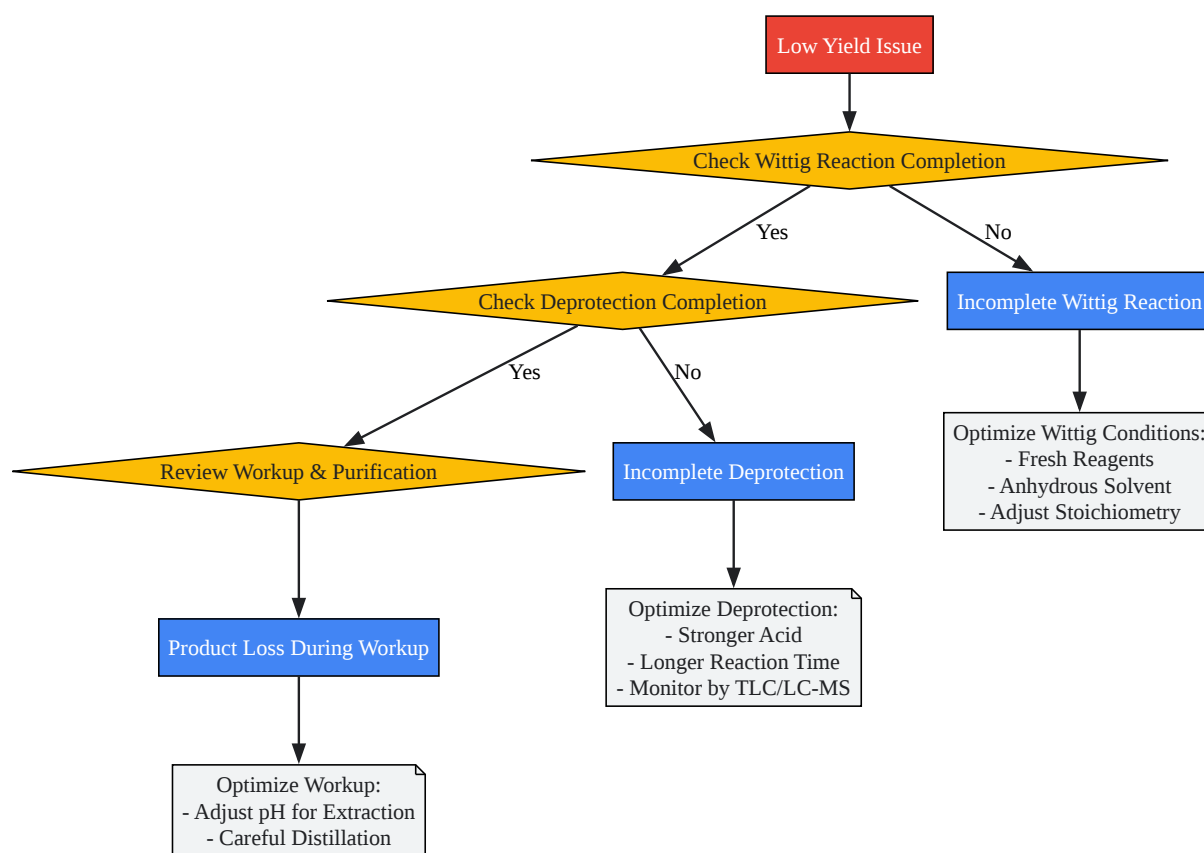 Low Yield Issue
Check Wittig Reaction Completion
Yes
No
Check Deprotection Completion
Incomplete Wittig Reaction
Yes
No
Optimize Wittig Conditions:
- Fresh Reagents
- Anhydrous Solvent
- Adjust Stoichiometry
Review Workup & Purification
Incomplete Deprotection
Optimize Deprotection:
- Stronger Acid
- Longer Reaction Time
- Monitor by TLC/LC-MS
Product Loss During Workup
Optimize Workup:
- Adjust pH for Extraction
- Careful Distillation